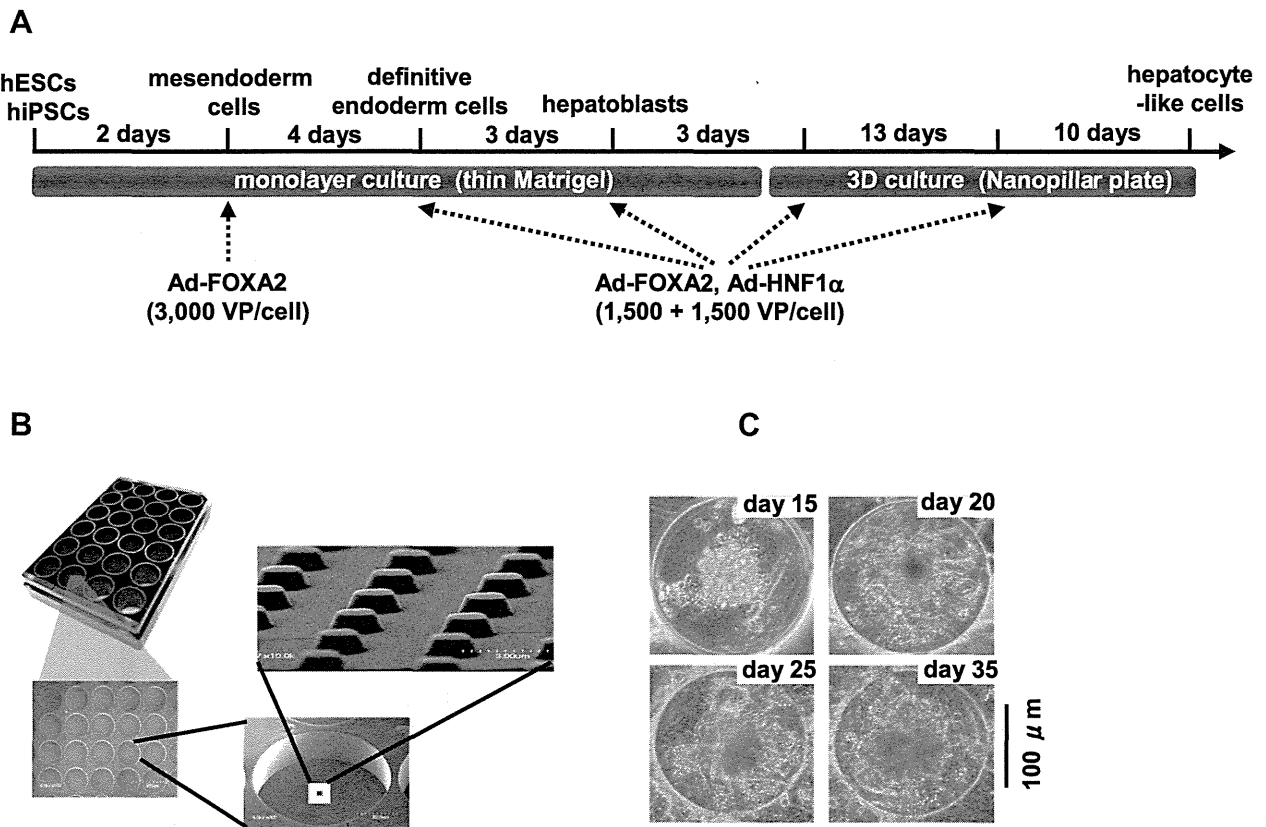 A
hESCs
hiPSCs
mesendoderm
cells
definitive
endoderm cells
hepatoblasts
hepatocyte
-like cells
2 days
4 days
3 days
3 days
13 days
10 days
monolayer culture (thin Matrigel)
3D culture (Nanopillar plate)
Ad-FOXA2
(3,000 VP/cell)
Ad-FOXA2, Ad-HNF1α
(1,500 + 1,500 VP/cell)
B
C
3.00um
day 15
day 20
day 25
day 35
100 μm